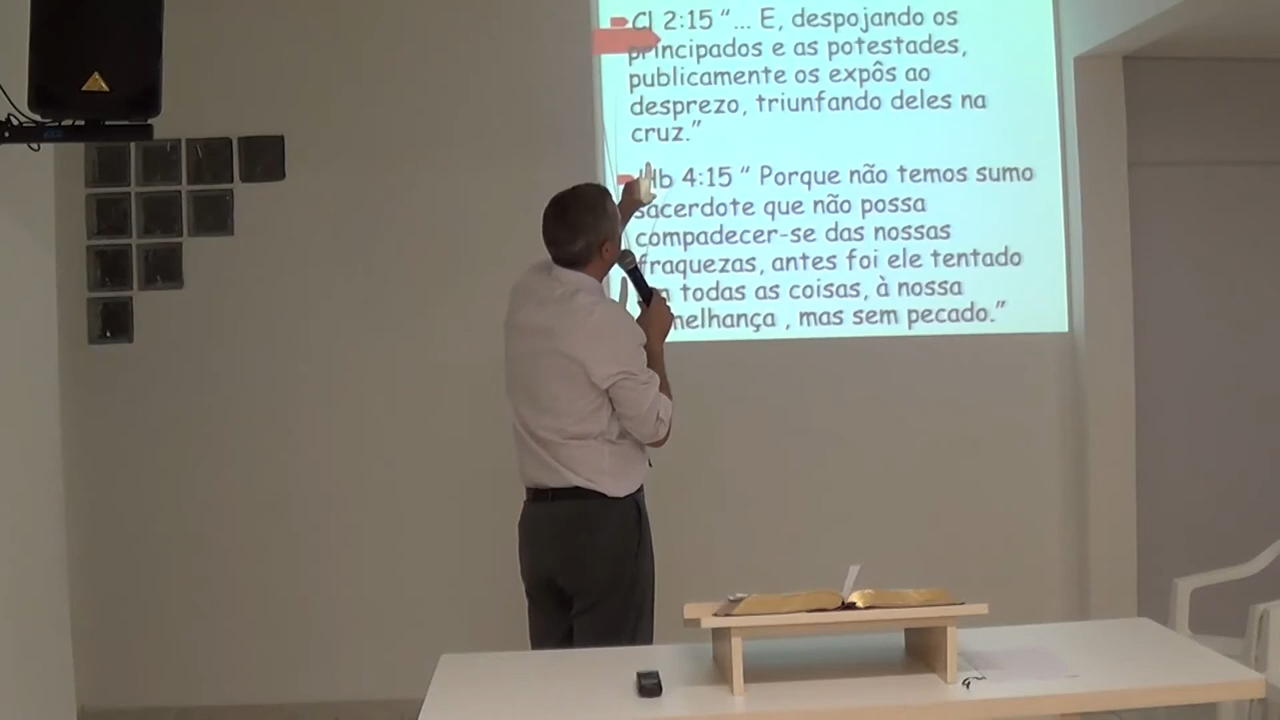 Cl 2:15 “... E, despojando os
principados e as potestades,
publicamente os expôs ao
desprezo, triunfando deles na
cruz.”
Hb 4:15 “ Porque não temos sumo
sacerdote que não possa
compadecer-se das nossas
fraquezas, antes foi ele tentado
todas as coisas, à nossa
melhança , mas sem pecado.”